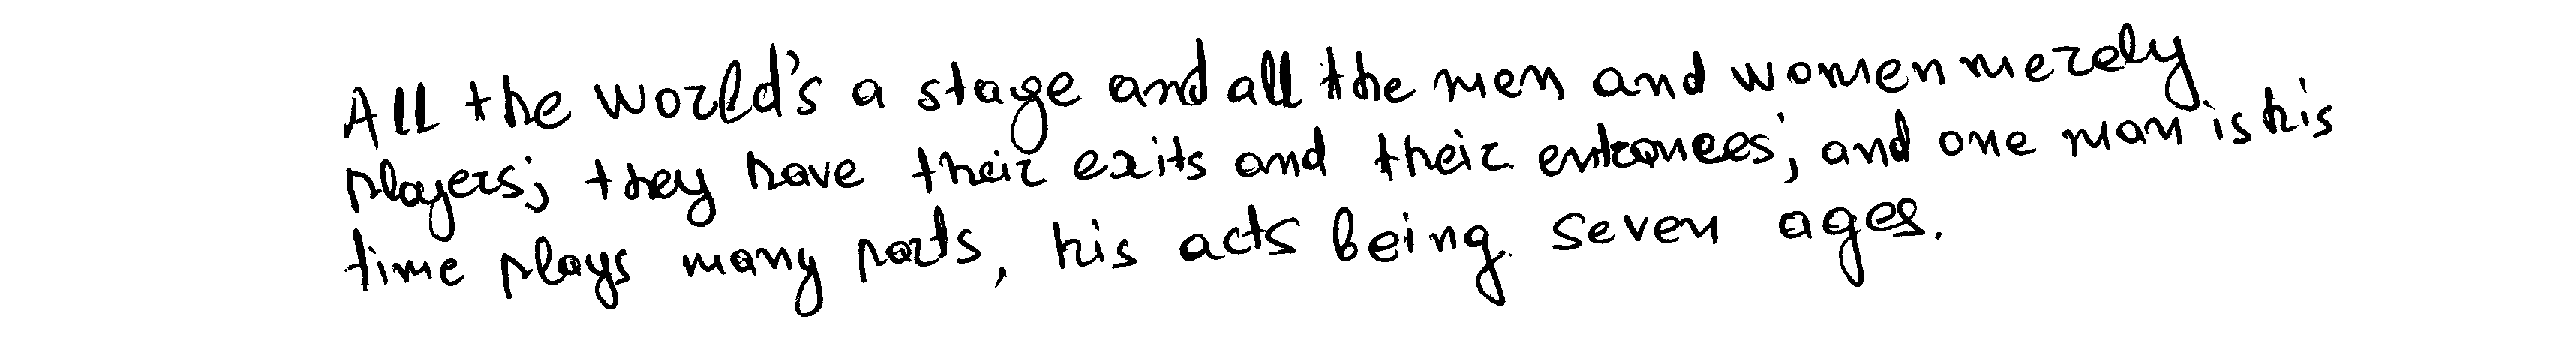 All the world's a stage and all the men and women merely
players; they have their exits and their entrances; and one man is his
time plays many parts, his acts being seven ages.